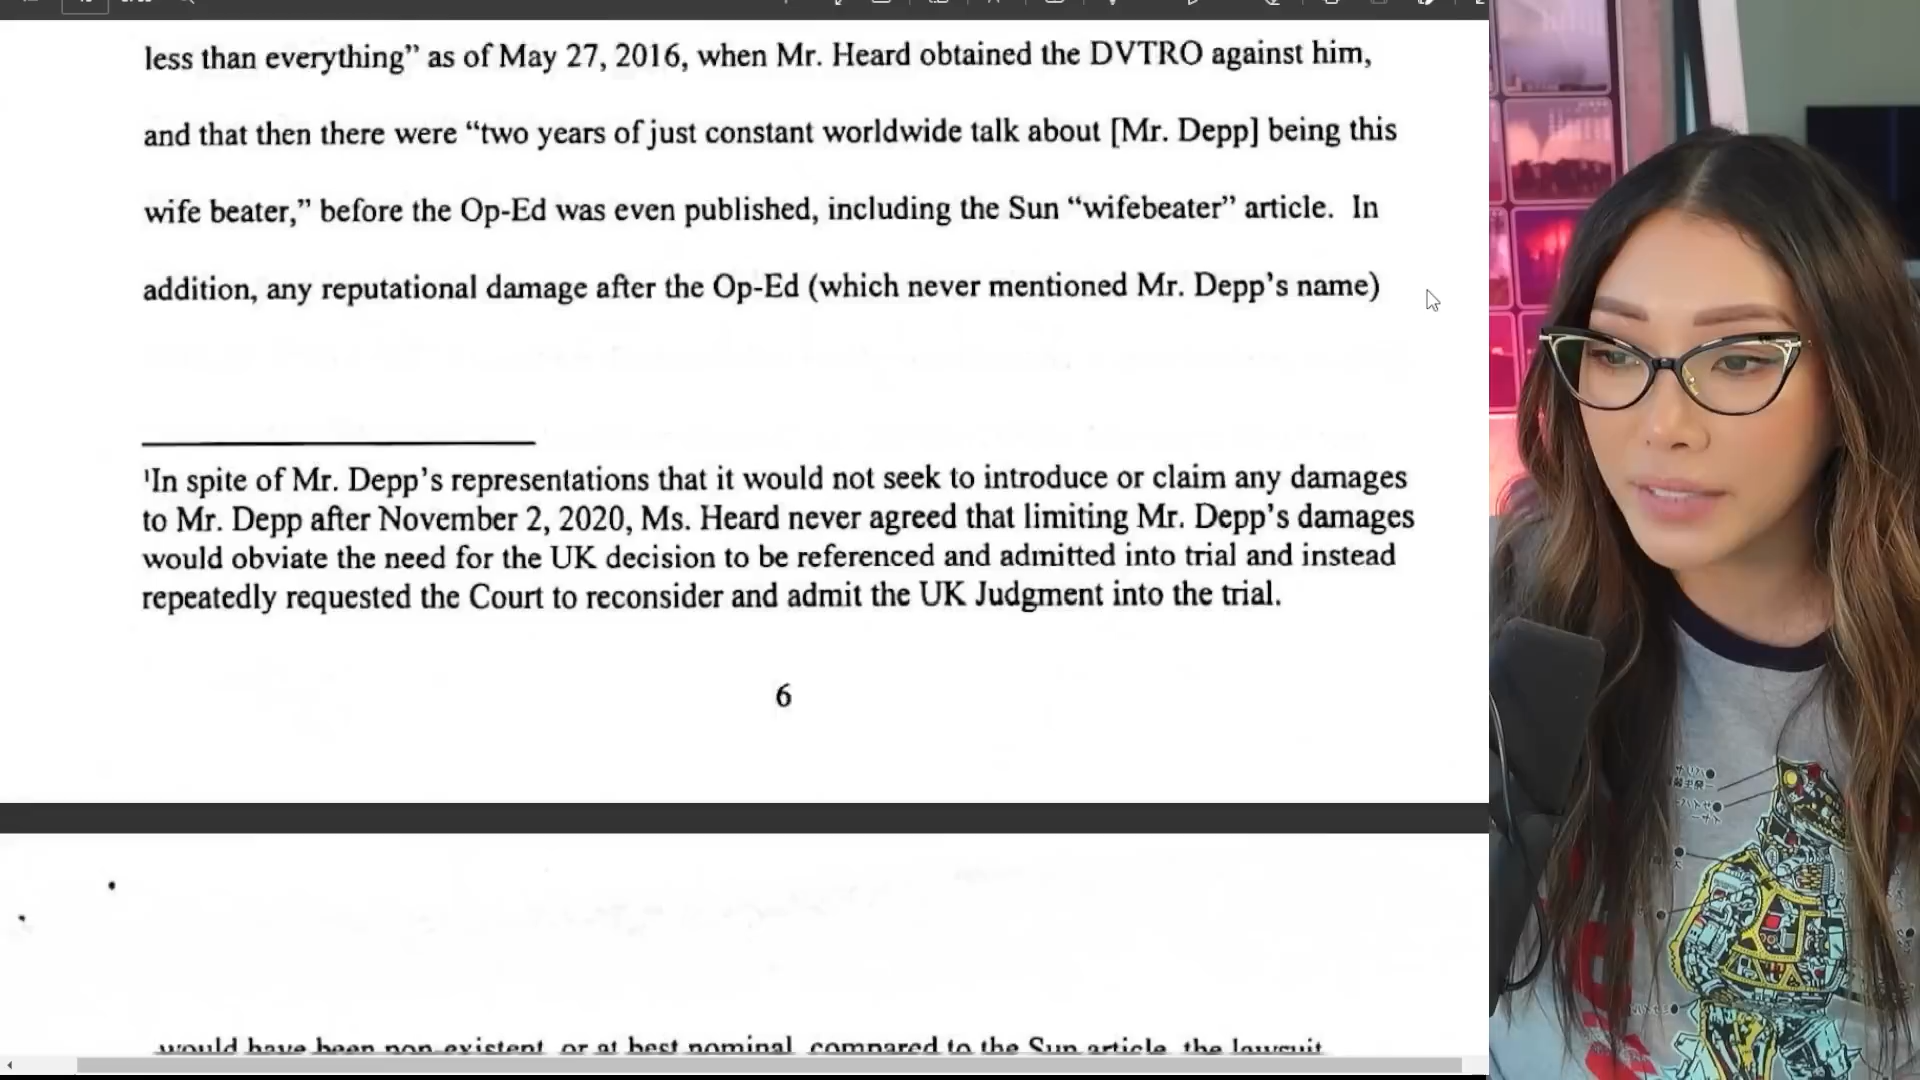 less than everything” as of May 27, 2016, when Mr. Heard obtained the DVTRO against him,
and that then there were “two years of just constant worldwide talk about [Mr. Depp] being this
wife beater,” before the Op-Ed was even published, including the Sun “wifebeater” article. In
addition, any reputational damage after the Op-Ed (which never mentioned Mr. Depp’s name)
¹In spite of Mr. Depp’s representations that it would not seek to introduce or claim any damages
to Mr. Depp after November 2, 2020, Ms. Heard never agreed that limiting Mr. Depp’s damages
would obviate the need for the UK decision to be referenced and admitted into trial and instead
repeatedly requested the Court to reconsider and admit the UK Judgment into the trial.
6
would have been non-existent, or at best nominal, compared to the Sun article, the lawsuit